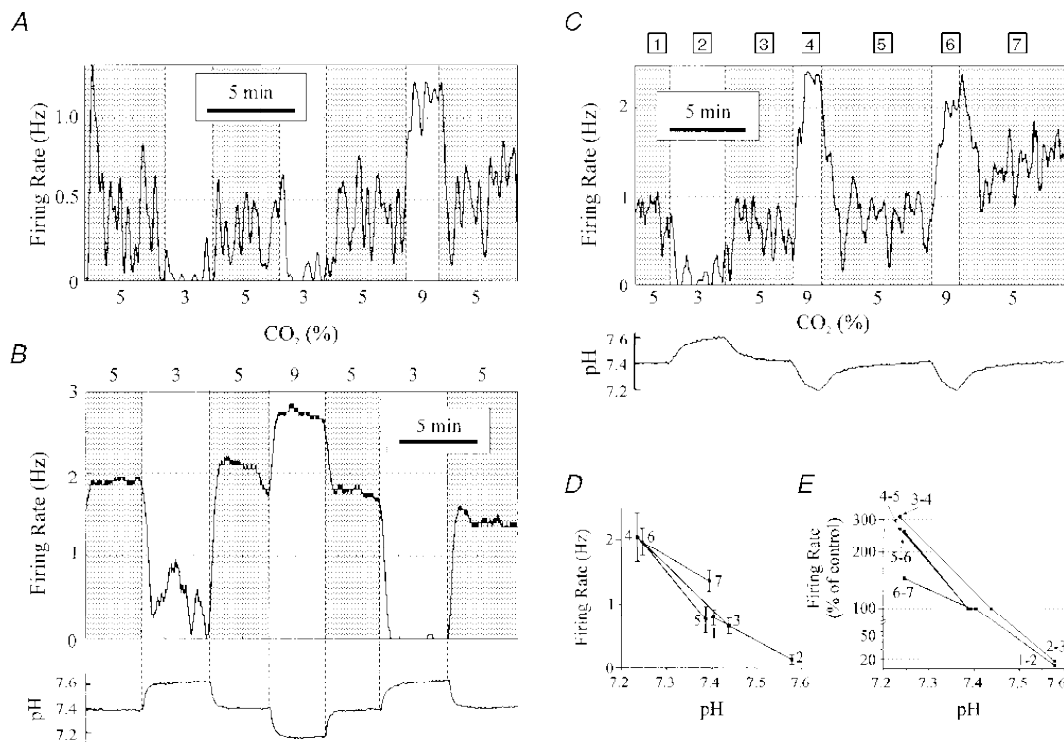 A
Firing Rate (Hz)
1.0
0.5
0
5 min
5 3 5 3 5 9 5
CO2 (%)
B
5 3 5 9 5 3 5
Firing Rate (Hz)
3
2
1
0
5 min
pH
7.6
7.4
7.2
C
1 2 3 4 5 6 7
Firing Rate (Hz)
2
1
0
5 min
5 3 5 9 5 9 5
CO2 (%)
pH
7.6
7.4
7.2
D
Firing Rate (Hz)
2
1
0
4 6
7
5 1 3
2
7.2 7.3 7.4 7.5 7.6
pH
E
Firing Rate
(% of control)
300
200
100
50
20
4-5 3-4
5-6
6-7
1-2 2-3
7.2 7.3 7.4 7.5 7.6
pH